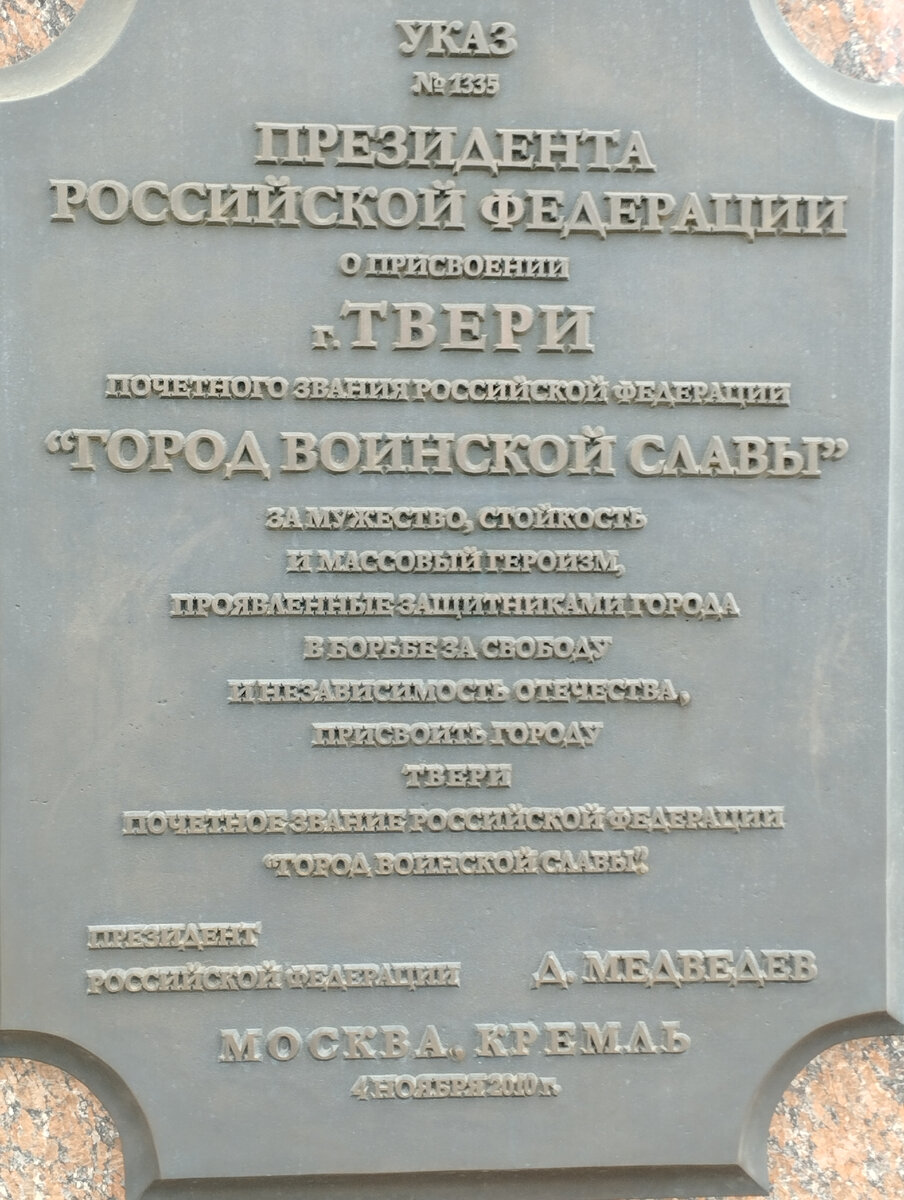 УКАЗ
№ 1335
ПРЕЗИДЕНТА
РОССИЙСКОЙ ФЕДЕРАЦИИ
О ПРИСВОЕНИИ
г. ТВЕРИ
ПОЧЕТНОГО ЗВАНИЯ РОССИЙСКОЙ ФЕДЕРАЦИИ
“ГОРОД ВОИНСКОЙ СЛАВЫ”
ЗА МУЖЕСТВО, СТОЙКОСТЬ
И МАССОВЫЙ ГЕРОИЗМ,
ПРОЯВЛЕННЫЕ ЗАЩИТНИКАМИ ГОРОДА
В БОРЬБЕ ЗА СВОБОДУ
И НЕЗАВИСИМОСТЬ ОТЕЧЕСТВА,
ПРИСВОИТЬ ГОРОДУ
ТВЕРИ
ПОЧЕТНОЕ ЗВАНИЕ РОССИЙСКОЙ ФЕДЕРАЦИИ
“ГОРОД ВОИНСКОЙ СЛАВЫ”.
ПРЕЗИДЕНТ
РОССИЙСКОЙ ФЕДЕРАЦИИ Д. МЕДВЕДЕВ
МОСКВА, КРЕМЛЬ
4 НОЯБРЯ 2010 г.